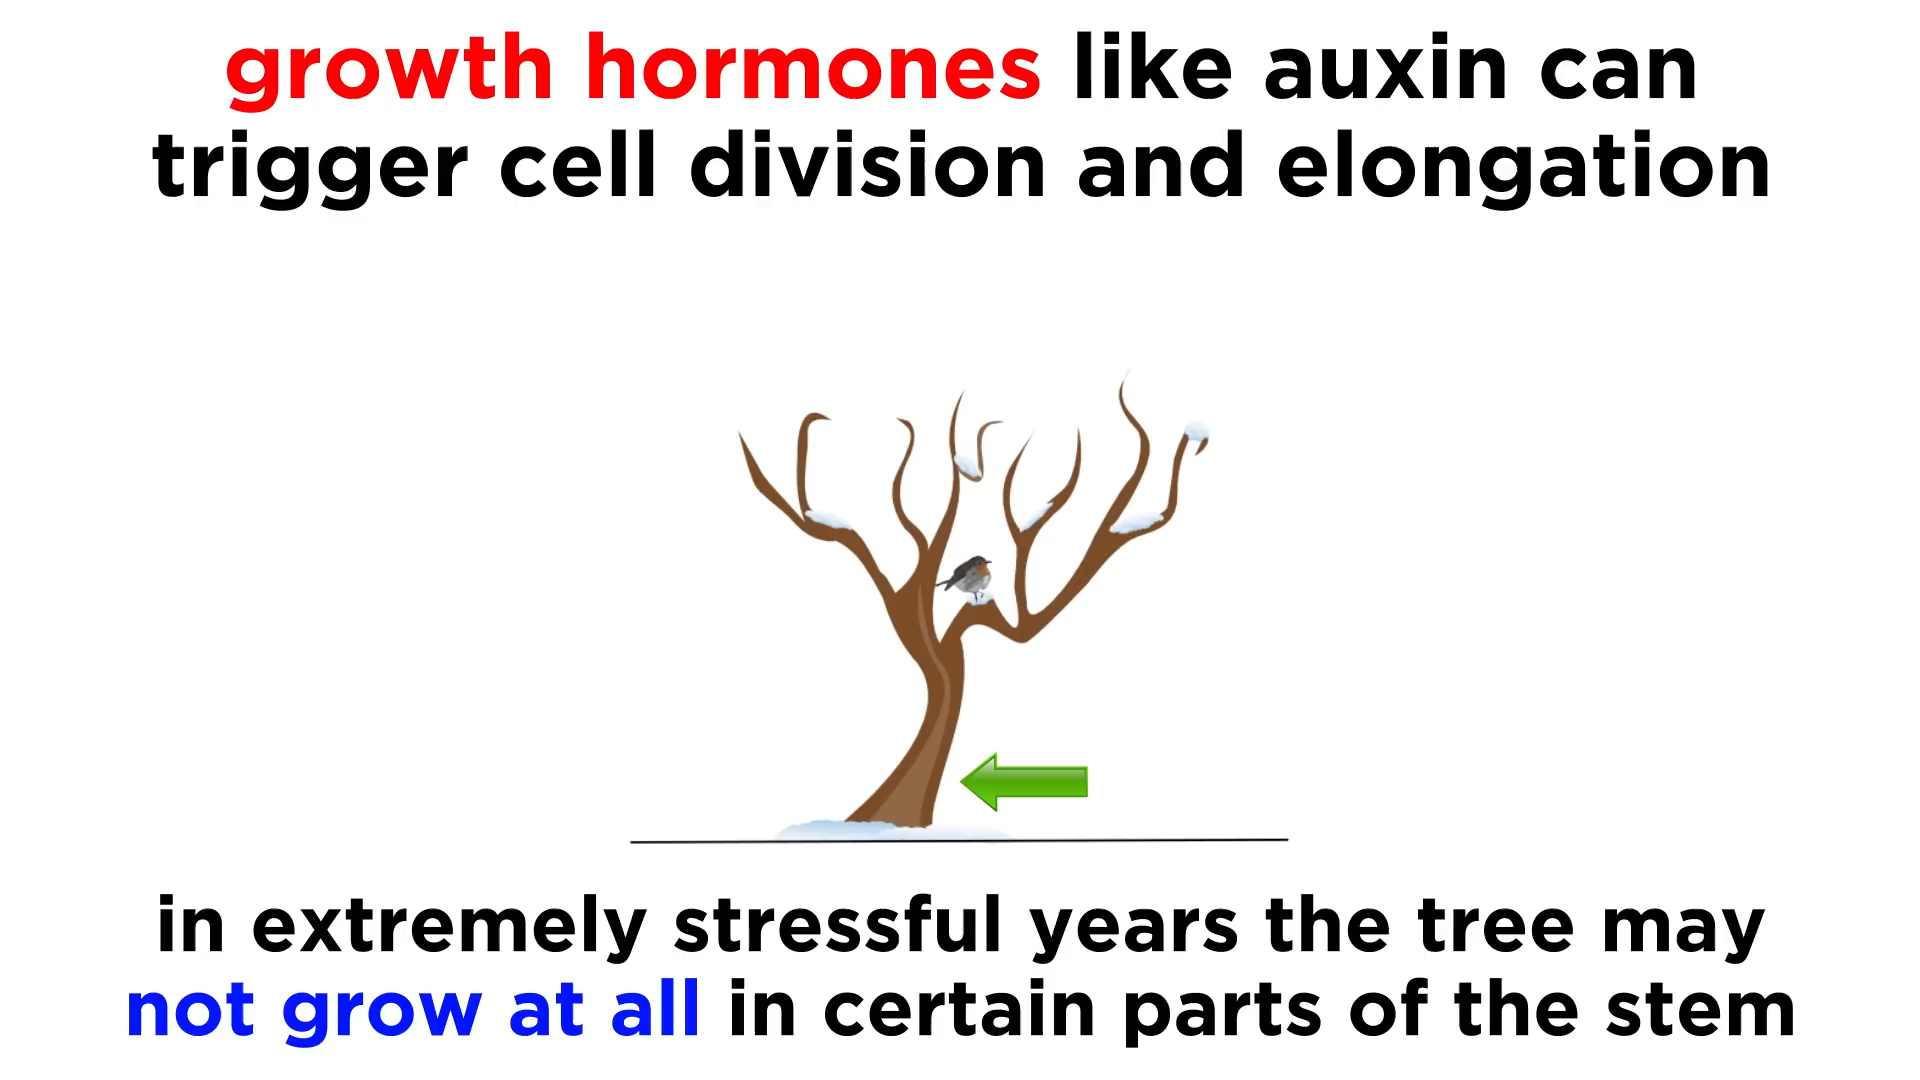 growth hormones like auxin can
trigger cell division and elongation
in extremely stressful years the tree may
not grow at all in certain parts of the stem